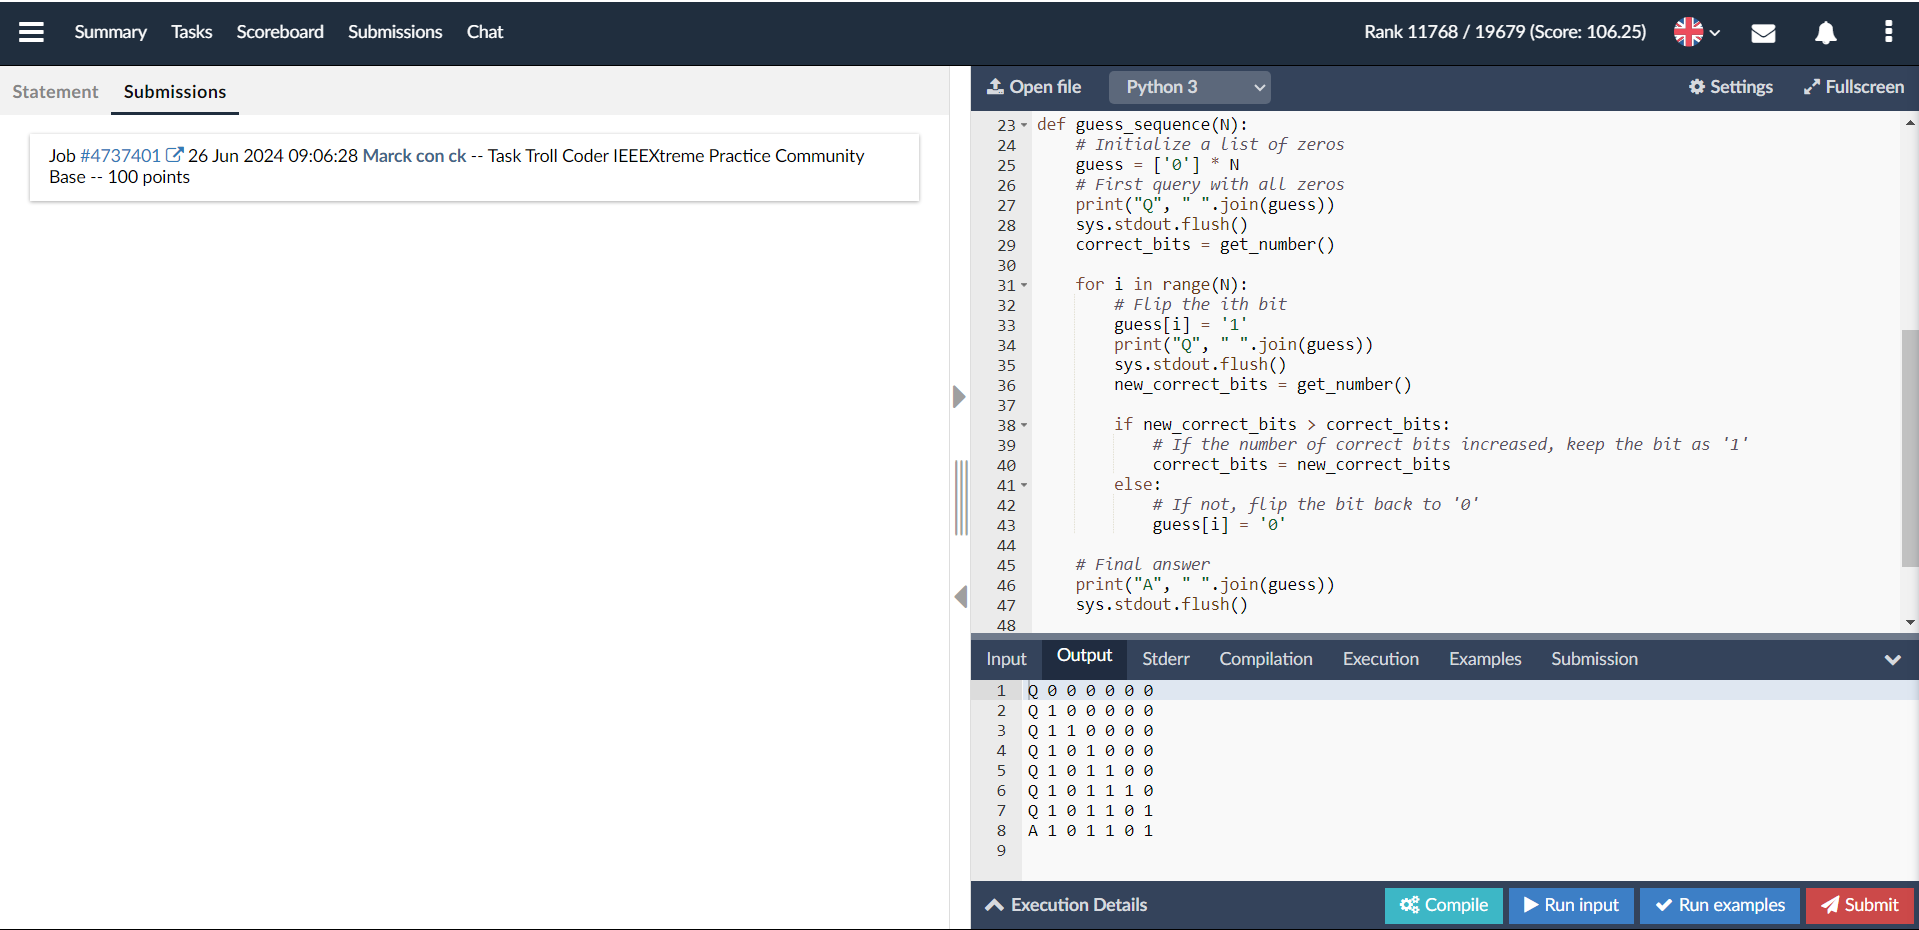 Summary Tasks Scoreboard Submissions Chat Rank 11768 / 19679 (Score: 106.25)
Statement Submissions
Job #4737401 26 Jun 2024 09:06:28 Marck con ck -- Task Troll Coder IEEEXtreme Practice Community
Base -- 100 points
Open file Python 3 Settings Fullscreen
23 def guess_sequence(N):
24     # Initialize a list of zeros
25     guess = ['0'] * N
26     # First query with all zeros
27     print("Q", " ".join(guess))
28     sys.stdout.flush()
29     correct_bits = get_number()
30
31     for i in range(N):
32         # Flip the ith bit
33         guess[i] = '1'
34         print("Q", " ".join(guess))
35         sys.stdout.flush()
36         new_correct_bits = get_number()
37
38         if new_correct_bits > correct_bits:
39             # If the number of correct bits increased, keep the bit as '1'
40             correct_bits = new_correct_bits
41         else:
42             # If not, flip the bit back to '0'
43             guess[i] = '0'
44
45     # Final answer
46     print("A", " ".join(guess))
47     sys.stdout.flush()
48
Input Output Stderr Compilation Execution Examples Submission
1 Q 0 0 0 0 0 0
2 Q 1 0 0 0 0 0
3 Q 1 1 0 0 0 0
4 Q 1 0 1 0 0 0
5 Q 1 0 1 1 0 0
6 Q 1 0 1 1 1 0
7 Q 1 0 1 1 0 1
8 A 1 0 1 1 0 1
9
Execution Details Compile Run input Run examples Submit